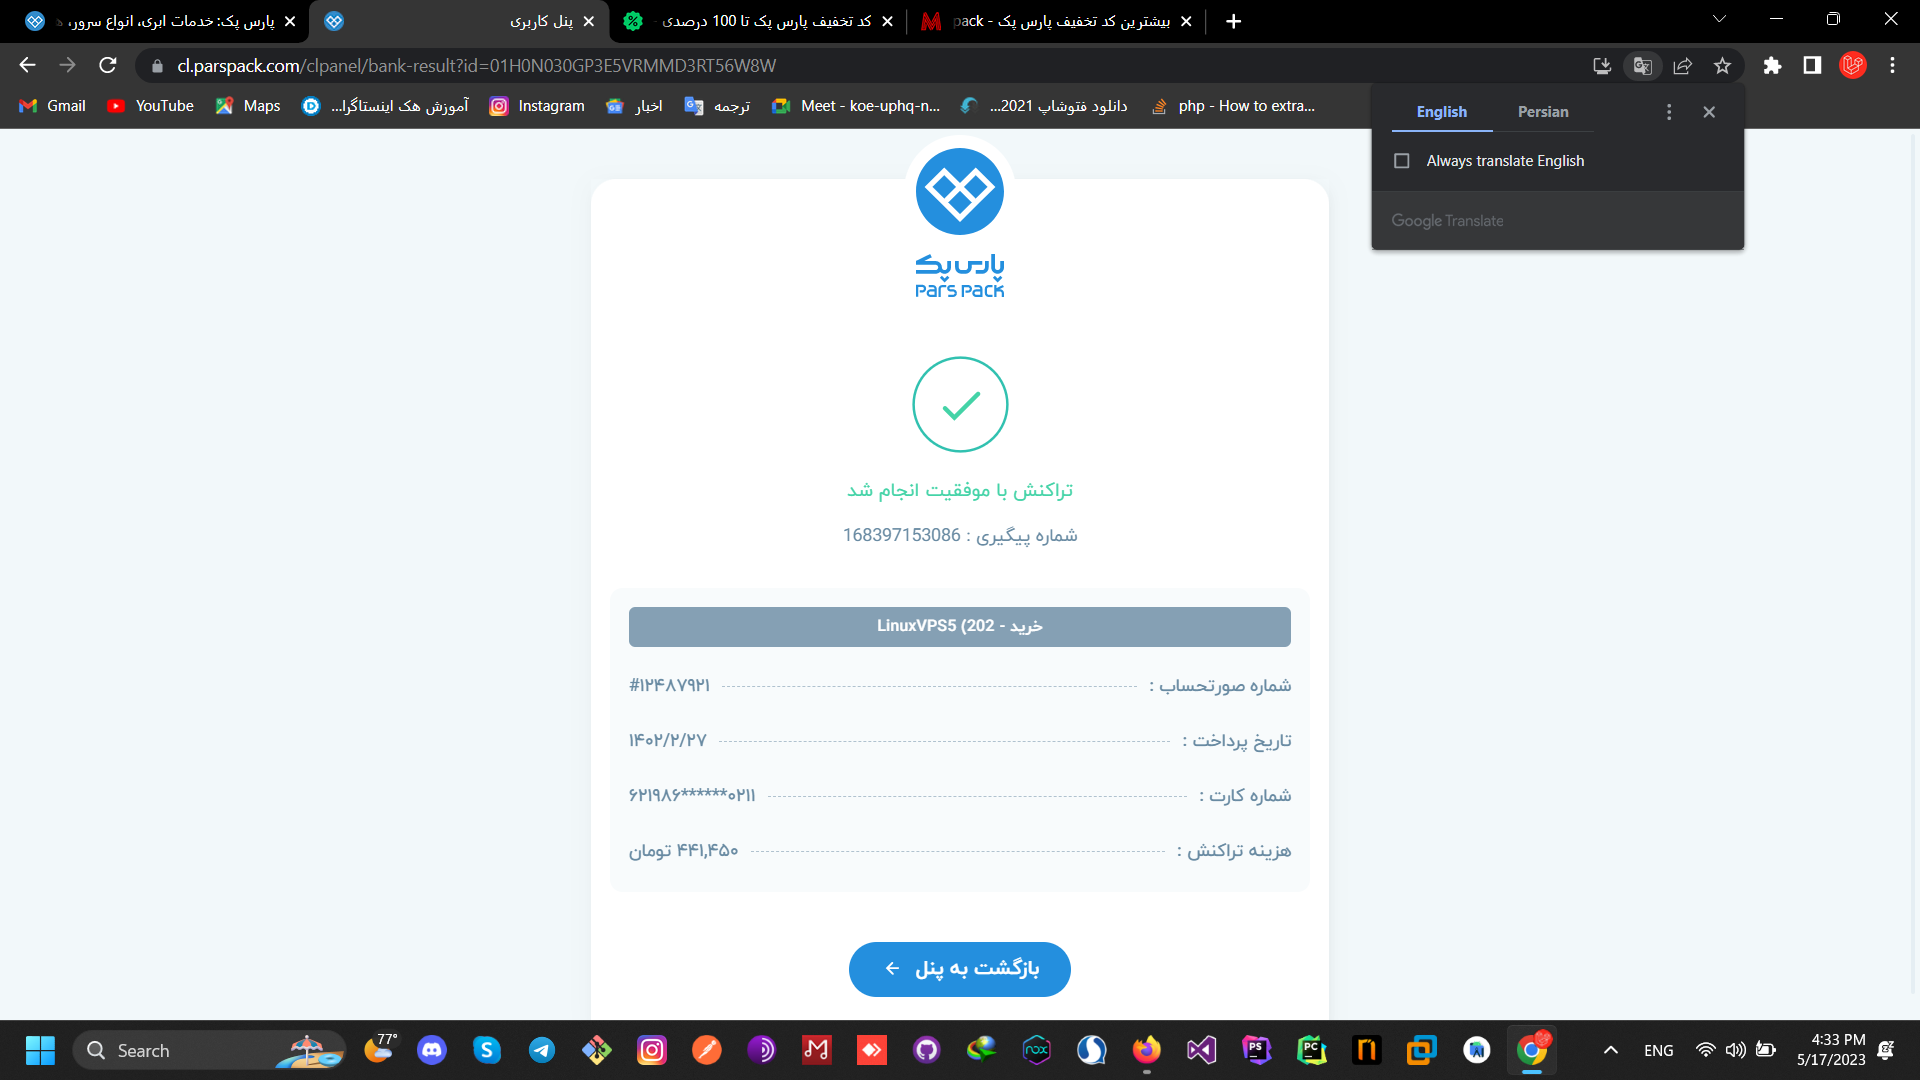 پارس پک: خدمات ابری، انواع سرور،
پنل کاربری
کد تخفیف پارس پک تا 100 درصدی
بیشترین کد تخفیف پارس پک - pack
cl.parspack.com/clpanel/bank-result?id=01H0N030GP3E5VRMMD3RT56W8W
Gmail
YouTube
Maps
آموزش هک اینستاگرا...
Instagram
اخبار
ترجمه
Meet - koe-uphq-n...
دانلود فتوشاپ 2021...
php - How to extra...
English
Persian
Always translate English
Google Translate
پارس پک
Pars Pack
تراکنش با موفقیت انجام شد
شماره پیگیری : 168397153086
خرید - LinuxVPS5 (202
شماره صورتحساب : #۱۲۴۸۷۹۲۱
تاریخ پرداخت : ۱۴۰۲/۲/۲۷
شماره کارت : ۶۲۱۹۸۶******۰۲۱۱
هزینه تراکنش : ۴۴۱,۴۵۰ تومان
بازگشت به پنل
Search
77°
ENG
4:33 PM
5/17/2023